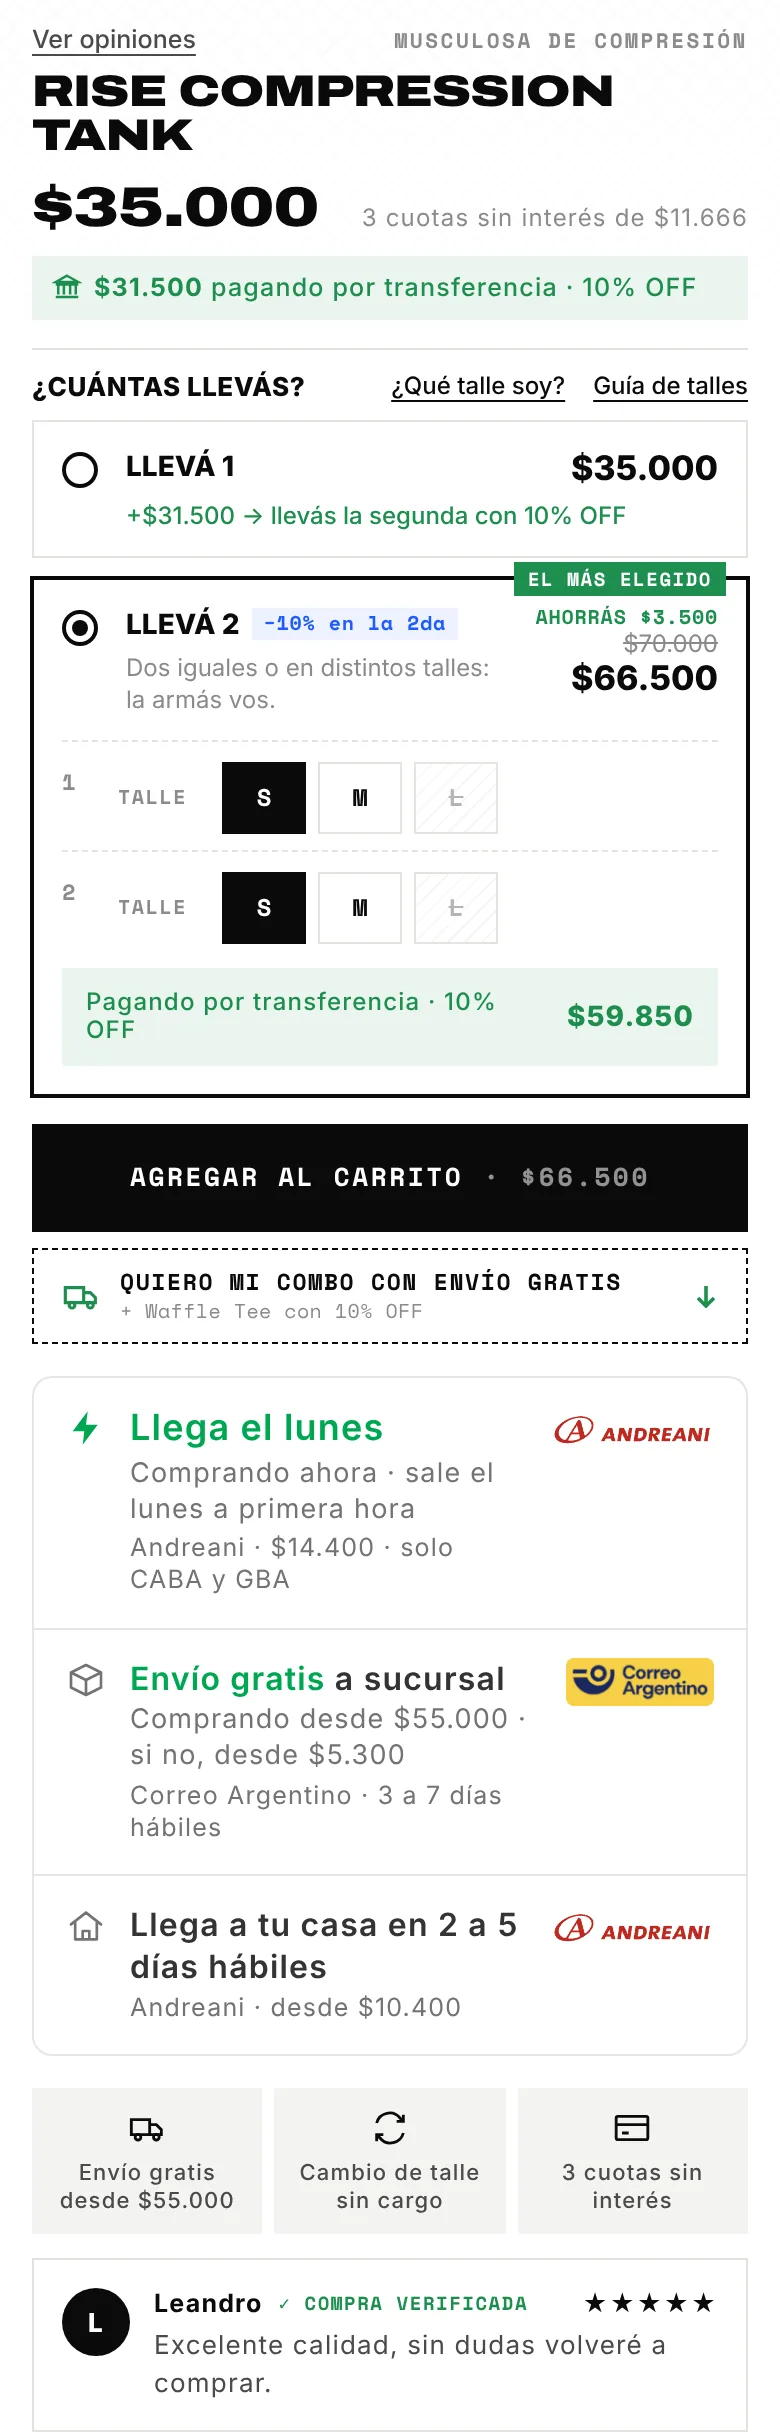 Ver opiniones
MUSCULOSA DE COMPRESIÓN
RISE COMPRESSION
TANK
$35.000
3 cuotas sin interés de $11.666
$31.500 pagando por transferencia · 10% OFF
¿CUÁNTAS LLEVÁS?
¿Qué talle soy?
Guía de talles
LLEVÁ 1
$35.000
+$31.500 → llevás la segunda con 10% OFF
EL MÁS ELEGIDO
LLEVÁ 2
-10% en la 2da
AHORRÁS $3.500
$70.000
$66.500
Dos iguales o en distintos talles:
la armás vos.
1 TALLE S M L
2 TALLE S M L
Pagando por transferencia · 10%
OFF
$59.850
AGREGAR AL CARRITO · $66.500
QUIERO MI COMBO CON ENVÍO GRATIS ↓
+ Waffle Tee con 10% OFF
Llega el lunes
ANDREANI
Comprando ahora · sale el
lunes a primera hora
Andreani · $14.400 · solo
CABA y GBA
Envío gratis a sucursal
Correo
Argentino
Comprando desde $55.000 ·
si no, desde $5.300
Correo Argentino · 3 a 7 días
hábiles
Llega a tu casa en 2 a 5
días hábiles
ANDREANI
Andreani · desde $10.400
Envío gratis
desde $55.000
Cambio de talle
sin cargo
3 cuotas sin
interés
L
Leandro ✓ COMPRA VERIFICADA ★★★★★
Excelente calidad, sin dudas volveré a
comprar.